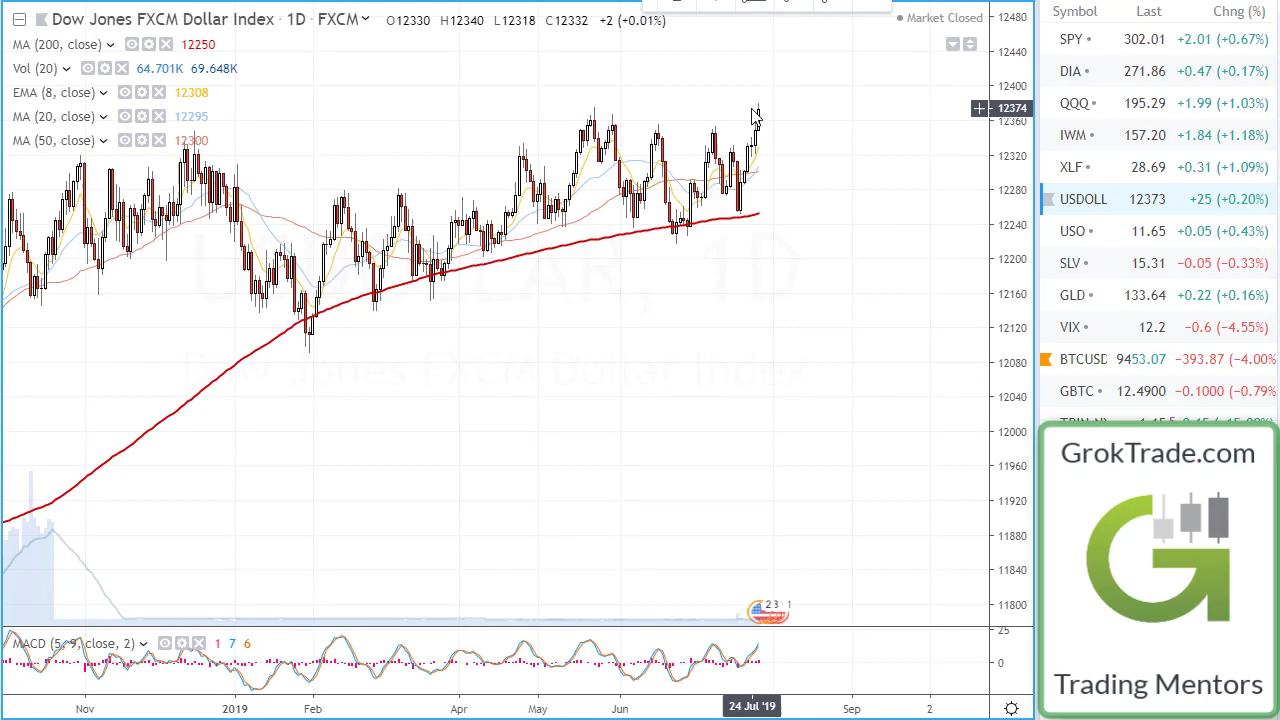 Dow Jones FXCM Dollar Index · 1D · FXCM O12330 H12340 L12318 C12332 +2 (+0.01%)
Market Closed
MA (200, close) 12250
Vol (20) 64.701K 69.648K
EMA (8, close) 12308
MA (20, close) 12295
MA (50, close) 12300
USDOLLAR, 1D
Dow Jones FXCM Dollar Index
12480
12440
12400
12374
12360
12320
12280
12240
12200
12160
12120
12080
12040
12000
11960
11920
11880
11840
11800
MACD (5, 9, close, 2) 1 7 6
25
0
Nov 2019 Feb Apr May Jun 24 Jul '19 Sep 2
Symbol Last Chng (%)
SPY 302.01 +2.01 (+0.67%)
DIA 271.86 +0.47 (+0.17%)
QQQ 195.29 +1.99 (+1.03%)
IWM 157.20 +1.84 (+1.18%)
XLF 28.69 +0.31 (+1.09%)
USDOLL 12373 +25 (+0.20%)
USO 11.65 +0.05 (+0.43%)
SLV 15.31 −0.05 (−0.33%)
GLD 133.64 +0.22 (+0.16%)
VIX 12.2 −0.6 (−4.55%)
BTCUSD 9453.07 −393.87 (−4.00%
GBTC 12.4900 −0.1000 (−0.79%
GrokTrade.com
Trading Mentors